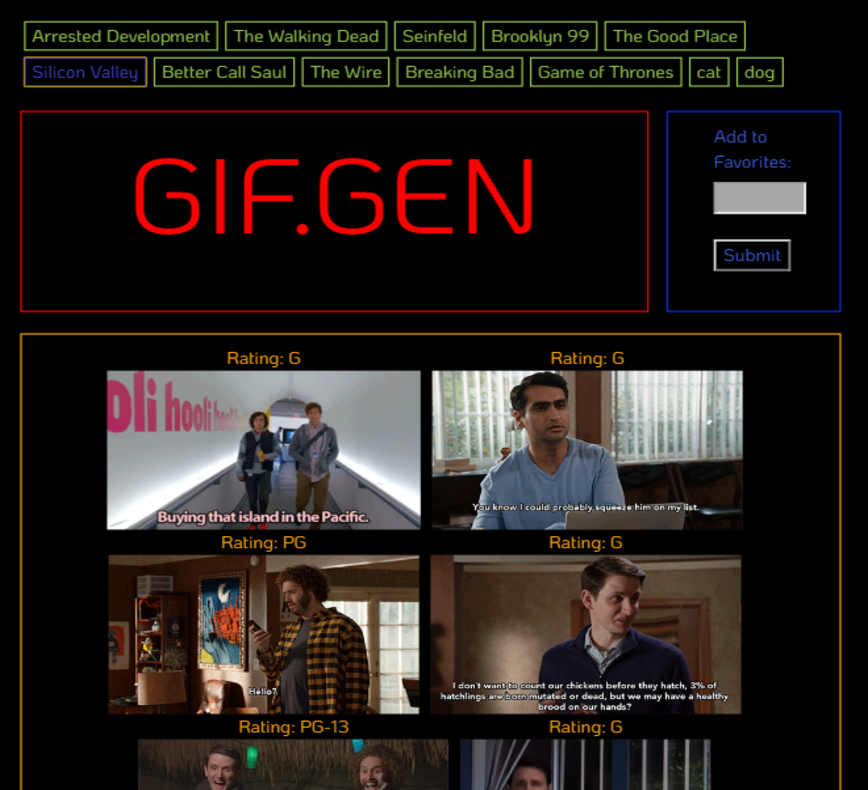 Arrested Development The Walking Dead Seinfeld Brooklyn 99 The Good Place
Silicon Valley Better Call Saul The Wire Breaking Bad Game of Thrones cat dog
GIF.GEN
Add to
Favorites:
Submit
Rating: G Rating: G
oli hooli hooli
Buying that island in the Pacific.
You know I could probably squeeze him on my list.
Rating: PG Rating: G
Hello?
I don't want to count our chickens before they hatch, 3% of
hatchlings are born mutated or dead, but we may have a healthy
brood on our hands?
Rating: PG-13 Rating: G